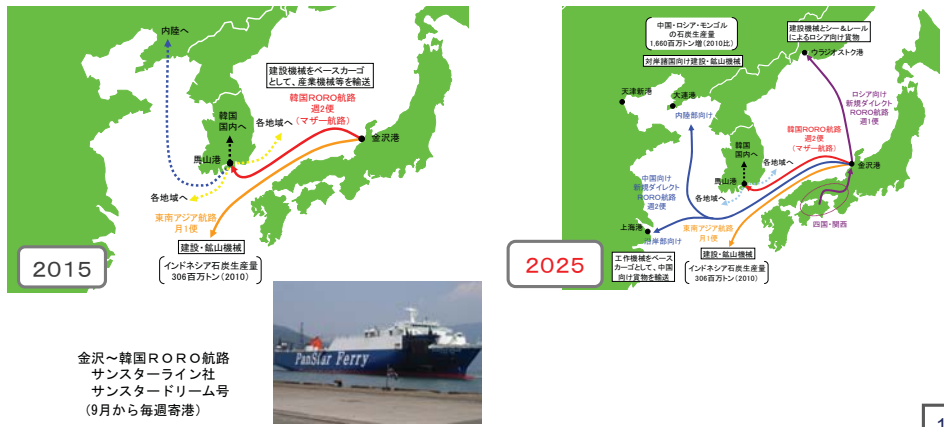 内陸へ
建設機械をベースカーゴ
として、産業機械等を輸送
韓国RORO航路
週2便
(マザー航路)
韓国
国内へ
各地域へ
金沢港
馬山港
各地域へ
東南アジア航路
月1便
建設・鉱山機械
インドネシア石炭生産量
306百万トン(2010)
2015
中国・ロシア・モンゴル
の石炭生産量
1,660百万トン増(2010比)
対岸諸国向け建設・鉱山機械
建設機械とシー&レール
によるロシア向け貨物
ウラジオストク港
天津新港
大連港
内陸部向け
ロシア向け
新規ダイレクト
RORO航路
週1便
韓国RORO航路
週2便
(マザー航路)
韓国
国内へ
各地域へ
金沢港
馬山港
各地域へ
中国向け
新規ダイレクト
RORO航路
週2便
四国・関西
上海港
沿岸部向け
東南アジア航路
月1便
工作機械をベース
カーゴとして、中国
向け貨物を輸送
建設・鉱山機械
インドネシア石炭生産量
306百万トン(2010)
2025
金沢~韓国RORO航路
サンスターライン社
サンスタードリーム号
(9月から毎週寄港)
PanStar Ferry
1